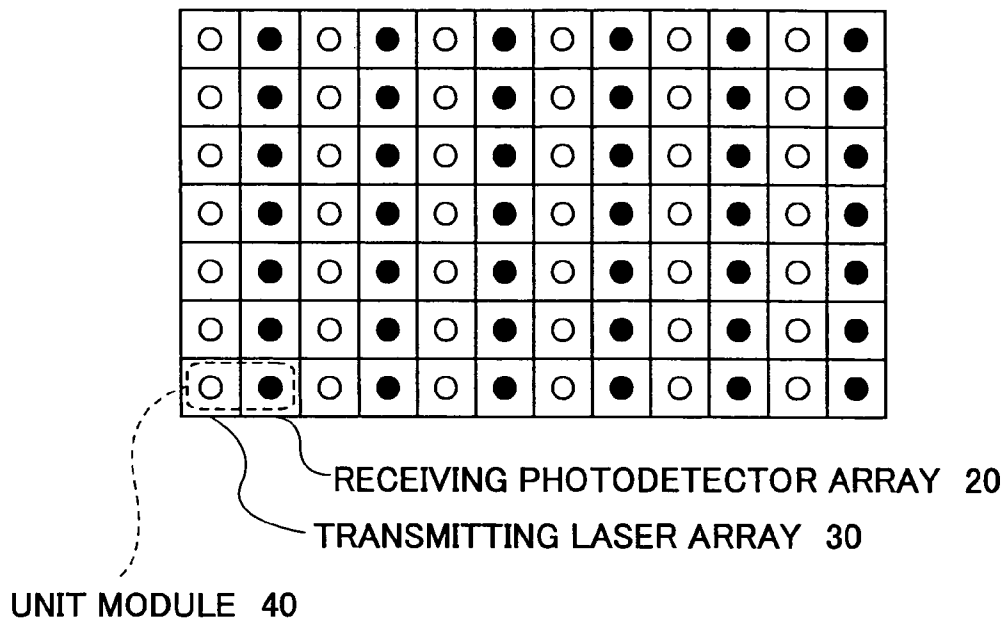 RECEIVING PHOTODETECTOR ARRAY 20
TRANSMITTING LASER ARRAY 30
UNIT MODULE 40